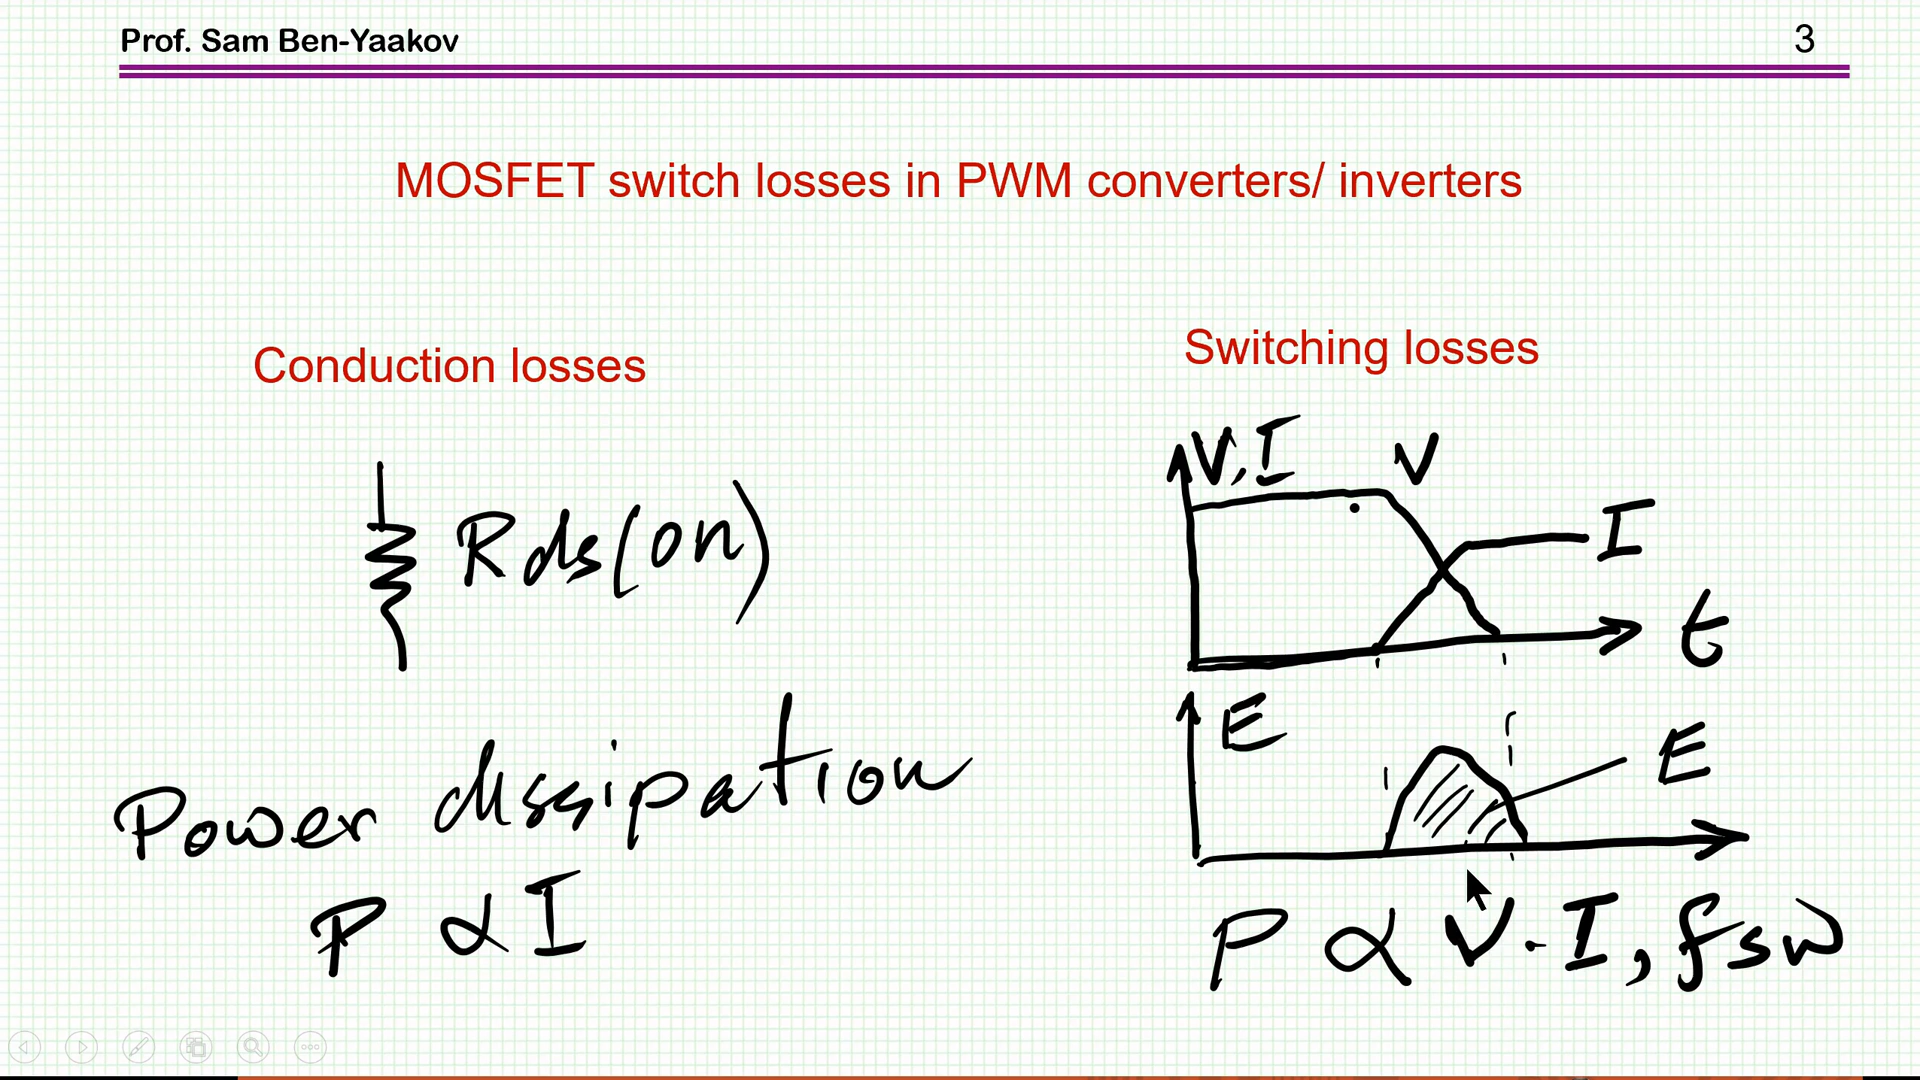 Prof. Sam Ben-Yaakov 3
MOSFET switch losses in PWM converters/ inverters
Conduction losses
Rds(on)
Power dissipation
P ∝ I
Switching losses
V,I
V
I
t
E
E
P ∝ V·I, fsw